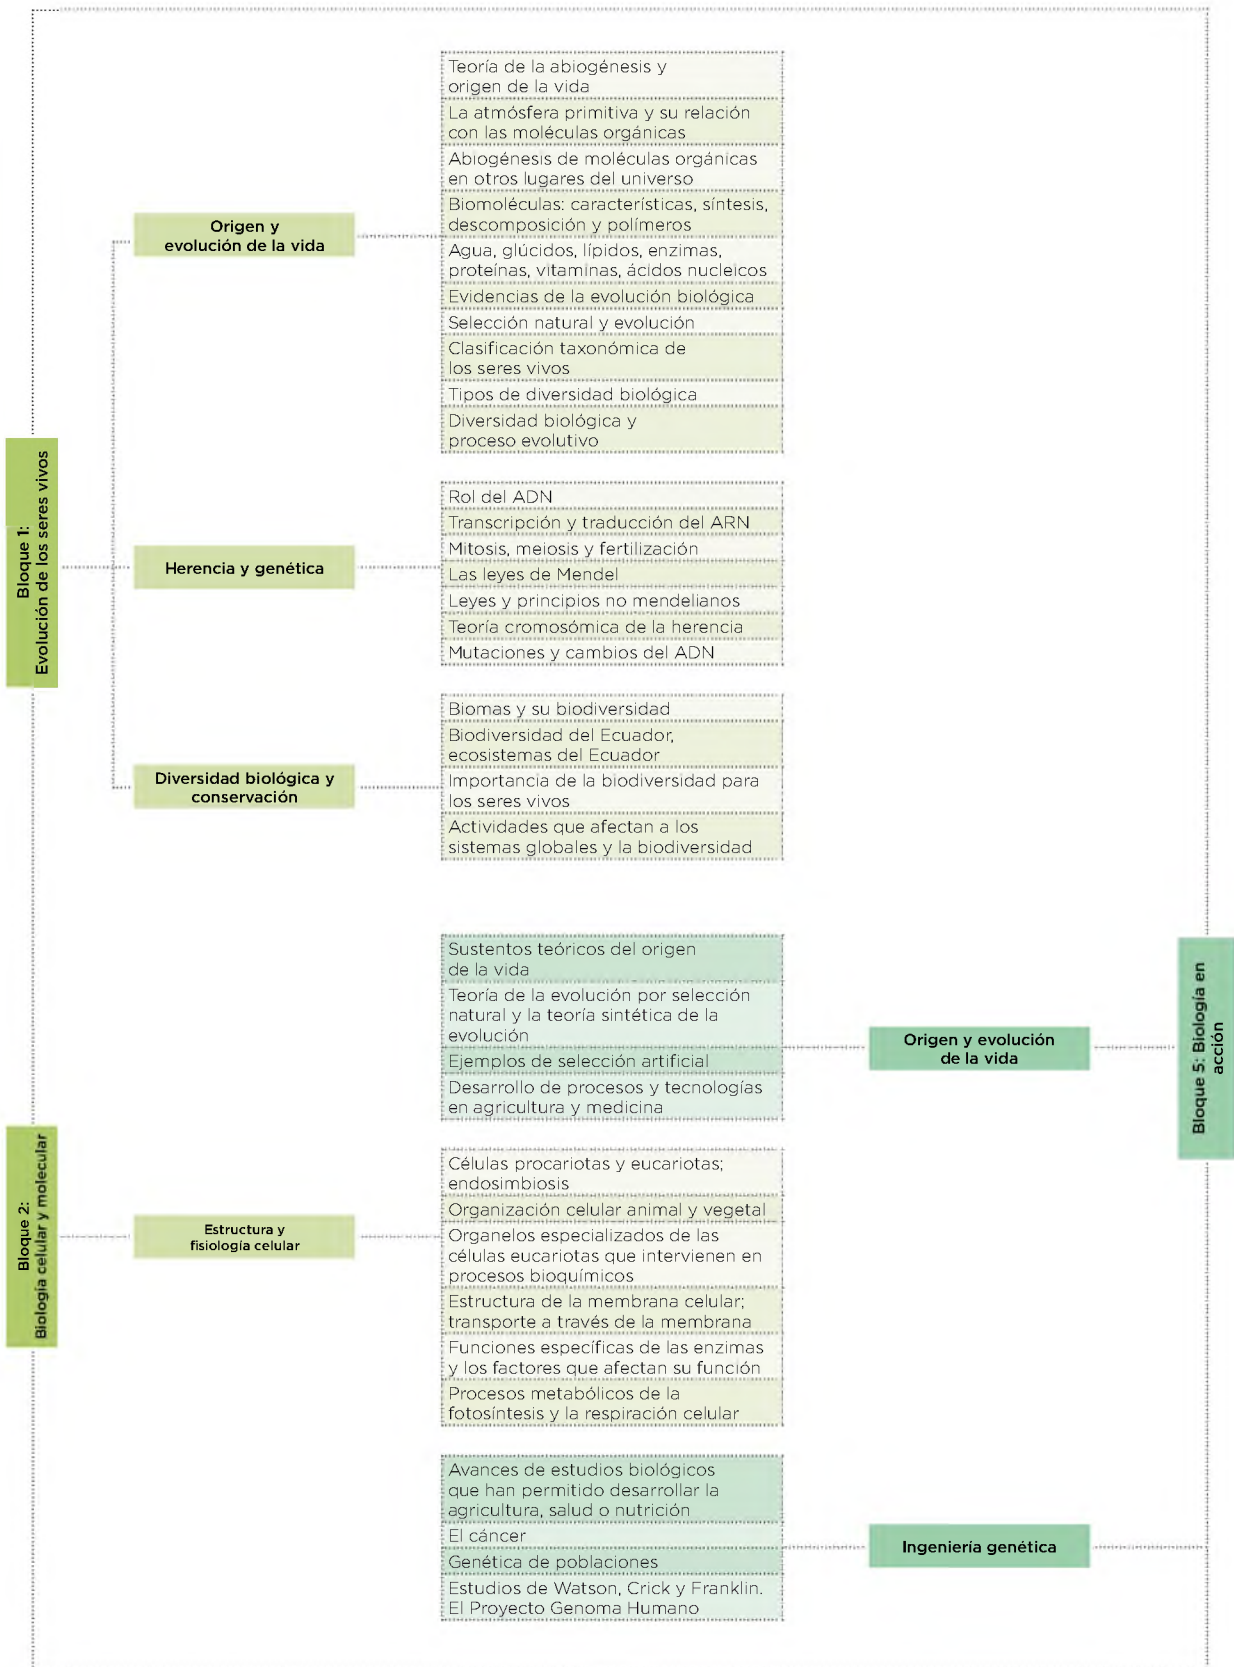 Bloque 1:
Evolución de los seres vivos
Origen y
evolución de la vida
Teoría de la abiogénesis y
origen de la vida
La atmósfera primitiva y su relación
con las moléculas orgánicas
Abiogénesis de moléculas orgánicas
en otros lugares del universo
Biomoléculas: características, síntesis,
descomposición y polímeros
Agua, glúcidos, lípidos, enzimas,
proteínas, vitaminas, ácidos nucleicos
Evidencias de la evolución biológica
Selección natural y evolución
Clasificación taxonómica de
los seres vivos
Tipos de diversidad biológica
Diversidad biológica y
proceso evolutivo
Herencia y genética
Rol del ADN
Transcripción y traducción del ARN
Mitosis, meiosis y fertilización
Las leyes de Mendel
Leyes y principios no mendelianos
Teoría cromosómica de la herencia
Mutaciones y cambios del ADN
Diversidad biológica y
conservación
Biomas y su biodiversidad
Biodiversidad del Ecuador,
ecosistemas del Ecuador
Importancia de la biodiversidad para
los seres vivos
Actividades que afectan a los
sistemas globales y la biodiversidad
Sustentos teóricos del origen
de la vida
Teoría de la evolución por selección
natural y la teoría sintética de la
evolución
Ejemplos de selección artificial
Desarrollo de procesos y tecnologías
en agricultura y medicina
Origen y evolución
de la vida
Bloque 5: Biología en
acción
Bloque 2:
Biología celular y molecular
Estructura y
fisiología celular
Células procariotas y eucariotas;
endosimbiosis
Organización celular animal y vegetal
Organelos especializados de las
células eucariotas que intervienen en
procesos bioquímicos
Estructura de la membrana celular;
transporte a través de la membrana
Funciones específicas de las enzimas
y los factores que afectan su función
Procesos metabólicos de la
fotosíntesis y la respiración celular
Avances de estudios biológicos
que han permitido desarrollar la
agricultura, salud o nutrición
El cáncer
Genética de poblaciones
Estudios de Watson, Crick y Franklin.
El Proyecto Genoma Humano
Ingeniería genética